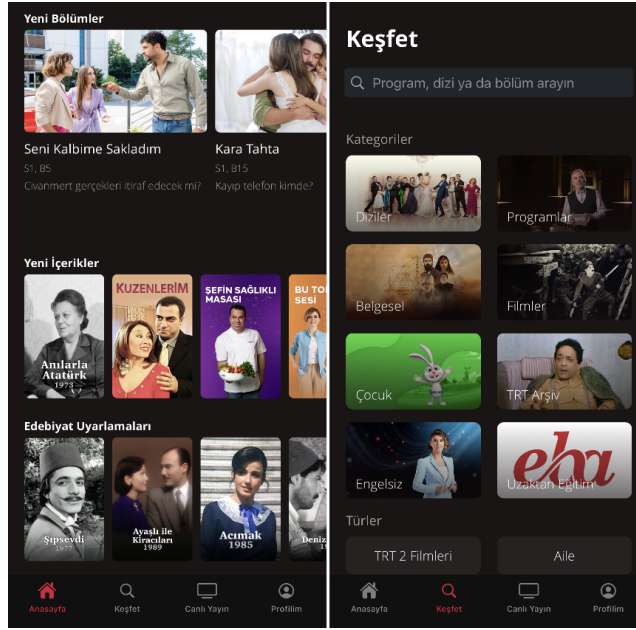 Yeni Bölümler
Seni Kalbime Sakladım
S1, B5
Civanmert gerçekleri itiraf edecek mi?
Kara Tahta
S1, B15
Kayıp telefon kimde?
Yeni İçerikler
Anılarla
Atatürk
1973
KUZENLERİM
ŞEFİN SAĞLIKLI
MASASI
BU TO
SESİ
Edebiyat Uyarlamaları
Şıpsevdi
1977
Ayaşlı ile
Kiracıları
1989
Acımak
1985
Deniz
Anasayfa
Keşfet
Canlı Yayın
Profilim
Keşfet
Program, dizi ya da bölüm arayın
Kategoriler
Diziler
Programlar
Belgesel
Filmler
Çocuk
TRT Arşiv
Engelsiz
eba
Uzaktan Eğitim
Türler
TRT 2 Filmleri
Aile
Anasayfa
Keşfet
Canlı Yayın
Profilim